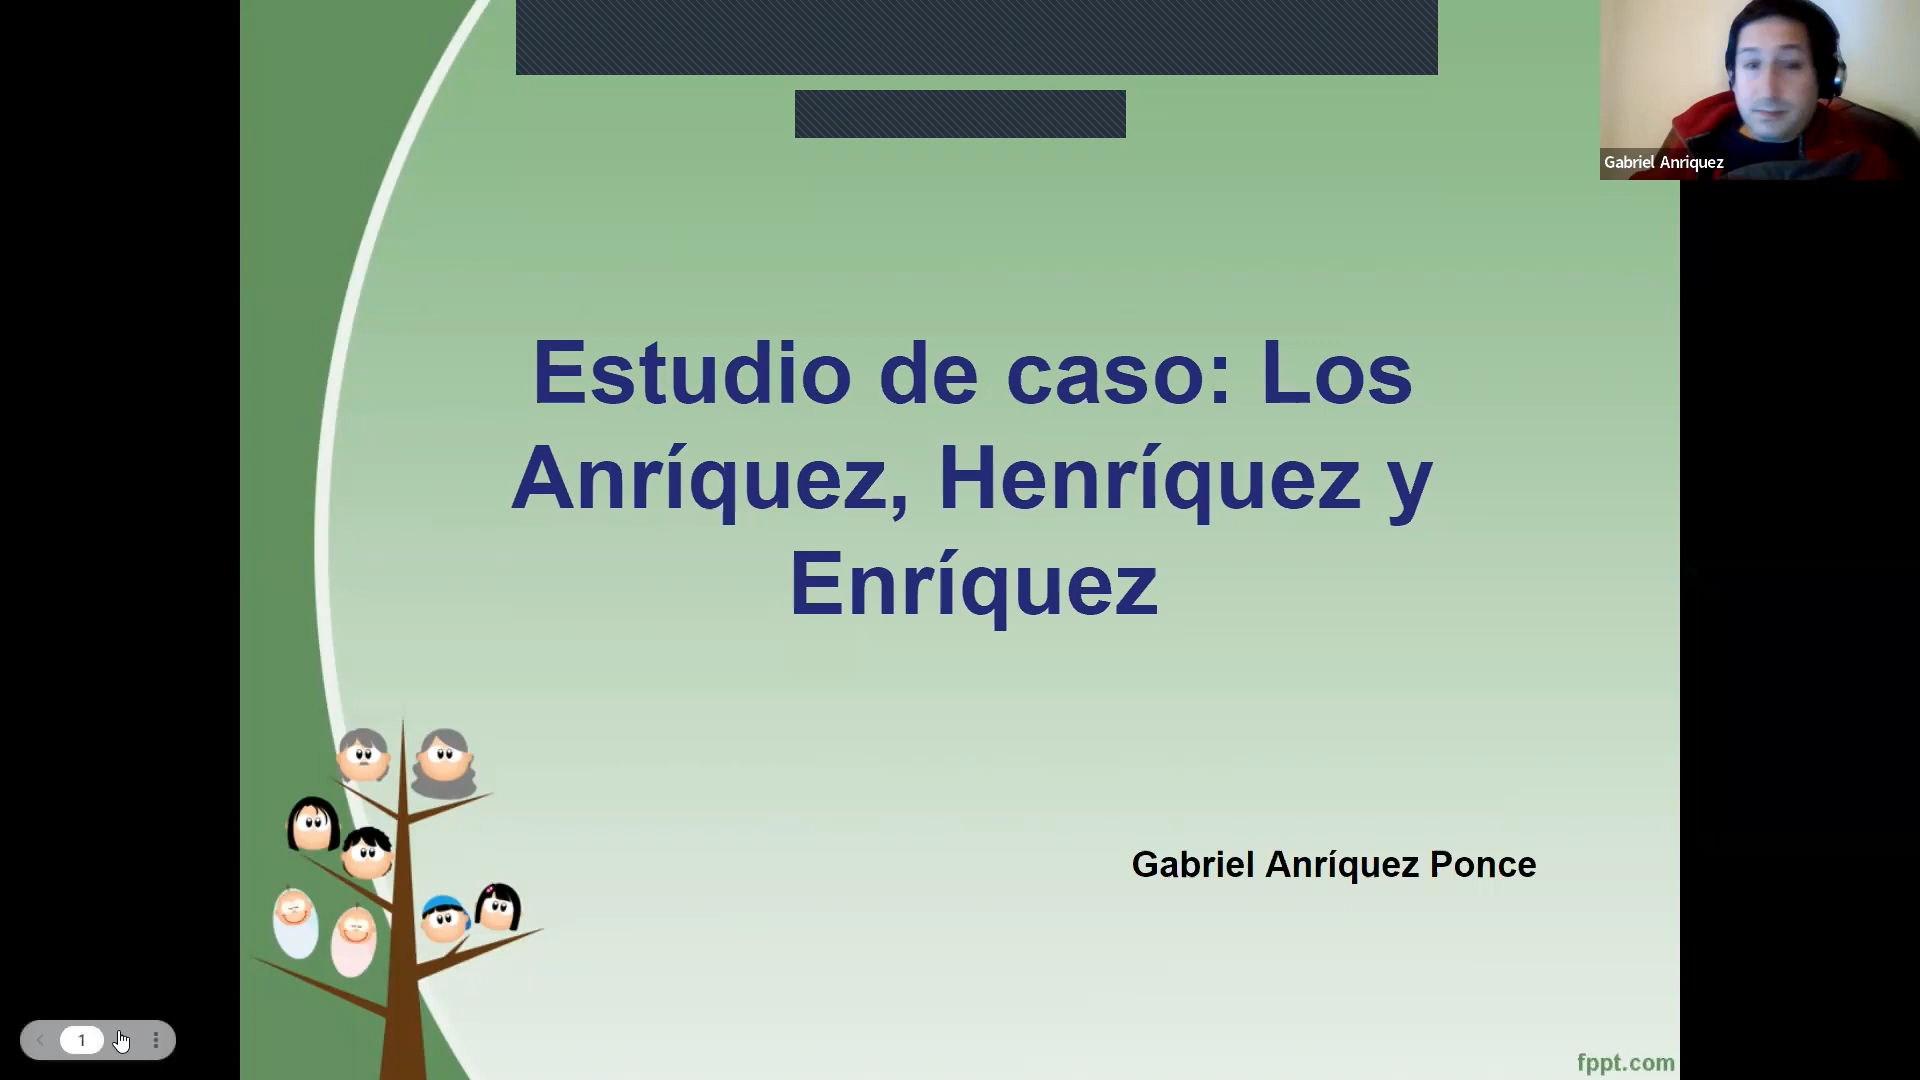 Gabriel Anriquez
Estudio de caso: Los
Anríquez, Henríquez y
Enríquez
Gabriel Anríquez Ponce
1
fppt.com